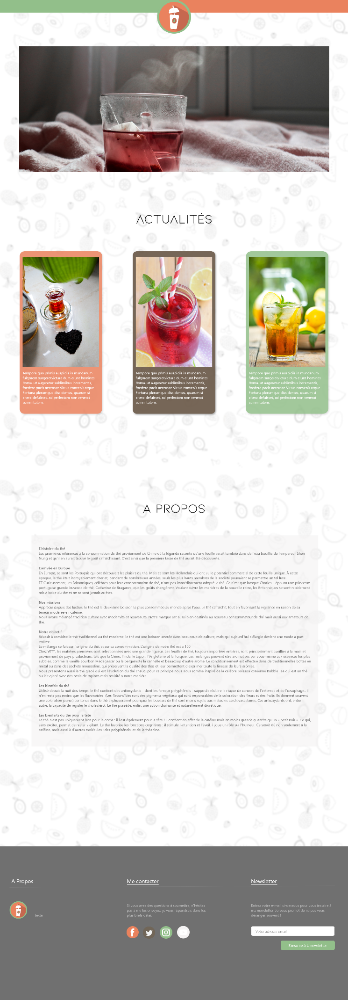 ACTUALITÉS
Tempore quo primis auspiciis in mundanum
fulgorem surgeretvictura dum erunt homines
Roma, ut augeretur sublimibus incrementis,
foedere pacis aeternae Virtus convenit atque
Fortuna plerumque dissidentes, quarum si
altera defuisset, ad perfectam non venerat
summitatem.
Tempore quo primis auspiciis in mundanum
fulgorem surgeretvictura dum erunt homines
Roma, ut augeretur sublimibus incrementis,
foedere pacis aeternae Virtus convenit atque
Fortuna plerumque dissidentes, quarum si
altera defuisset, ad perfectam non venerat
summitatem.
Tempore quo primis auspiciis in mundanum
fulgorem surgeretvictura dum erunt homines
Roma, ut augeretur sublimibus incrementis,
foedere pacis aeternae Virtus convenit atque
Fortuna plerumque dissidentes, quarum si
altera defuisset, ad perfectam non venerat
summitatem.
A PROPOS
L'histoire du thé
Les premières références à la consommation de thé proviennent de Chine où la légende raconte qu'une feuille serait tombée dans de l'eau bouillie de l'empereur Shen
Nung et qu'il en aurait trouvé le goût rafraîchissant. C'est ainsi que la première tasse de thé aurait été découverte.
L'arrivée en Europe
En Europe, ce sont les Portugais qui ont découvert les plaisirs du thé. Mais ce sont les Hollandais qui ont vu le potentiel commercial de cette feuille unique. À cette
époque, le thé était incroyablement cher et, pendant de nombreuses années, seuls les plus hauts membres de la société pouvaient se permettre un tel luxe.
ET Curieusement, les Britanniques, célèbres pour leur consommation de thé, n'ont pas immédiatement adopté le thé. Ce n'est que lorsque Charles II épousa une princesse
portugaise grande buveuse de thé, Catherine de Braganza, que les goûts changèrent. Voulant suivre les manières de la nouvelle reine, les Britanniques se sont rapidement
mis à boire du thé et ne se sont jamais arrêtés.
Nos missions
Apprécié depuis des lustres, le thé est la deuxième boisson la plus consommée au monde après l'eau. Le thé rafraîchit, tout en favorisant la vigilance en raison de sa
teneur modérée en caféine.
Nous avons mélangé tradition culture avec modernité et nouveauté. Notre marque est aussi bien destinée au nouveau consommateur de thé mais aussi aux amateurs de
thé.
Notre objectif
Réussir à combiné le thé traditionnel au thé moderne, le thé est une boisson ancrée dans beaucoup de culture, mais qui aujourd'hui s élargie devient une mode à part
entière.
Le mélange se fait sur l'origine du thé, et sur sa consommation. L'origine de notre thé est a 100
Chez WTT, les matières premières sont sélectionnées avec une grande rigueur. Les feuilles de thé, toujours importées entières, sont principalement cueillies à la main et
proviennent de pays producteurs, tels que la Chine, l'Inde, le Japon, l'Angleterre et la Turquie. Les mélanges peuvent être aromatisés par vous-même aux essences les plus
subtiles, comme la vanille Bourbon Madagascar ou la bergamote la cannelle et beaucoup d'autre arome. Le conditionnement est effectué dans de traditionnelles boîtes en
métal ou dans des sachets mousseline, qui préservent la qualité des thés et leur permettent d'exprimer toute la finesse de leurs arômes.
Nous présentons aussi le thé glacé qui est l'évolution du thé chaud, pour ce principe nous nous somme inspiré de la célèbre boisson coréenne Bubble Tea qui est un thé
au lait glacé avec des perle de tapioca mais revisité a notre manière.
Les bienfait du thé
Utilisé depuis la nuit des temps, le thé contient des antioxydants - dont les fameux polyphénols - supposés réduire le risque de cancers de l'estomac et de l'œsophage. Il
n'en reste pas moins que les flavonoïdes (Les flavonoïdes sont des pigments végétaux qui sont responsables de la coloration des fleurs et des fruits. Ils donnent souvent
une coloration jaune.) contenus dans le thé expliqueraient pourquoi les buveurs de thé sont moins sujets aux maladies cardiovasculaires. Ces antioxydants ont, entre
autre, la capacité de réguler le cholestérol. Le thé possède, enfin, une action drainante et naturellement diurétique.
Les bienfaits du thé pour la tête
Le thé n'est pas uniquement bon pour le corps : il l'est également pour la tête ! Il contient en effet de la caféine mais en moins grande quantité qu'un « petit noir ». Ce qui,
sans exciter, permet de rester vigilant. Le thé favorise les fonctions cognitives : il stimule l'attention et l'éveil, il joue un rôle sur l'humeur. Ce serait dû non seulement à la
caféine, mais aussi à d'autres molécules : des polyphénols, et de la théanine.
A Propos
texte
Me contacter
Si vous avez des questions à soumettre, n'hésitez
pas à me les envoyez, je vous répondrais dans les
plus brefs délai.
Newsletter
Entrez votre e-mail ci-dessous pour vous inscrire à
ma newsletter. Je vous promet de na pas vous
déranger souvent !
Votre adresse email
S'inscrire à la newsletter